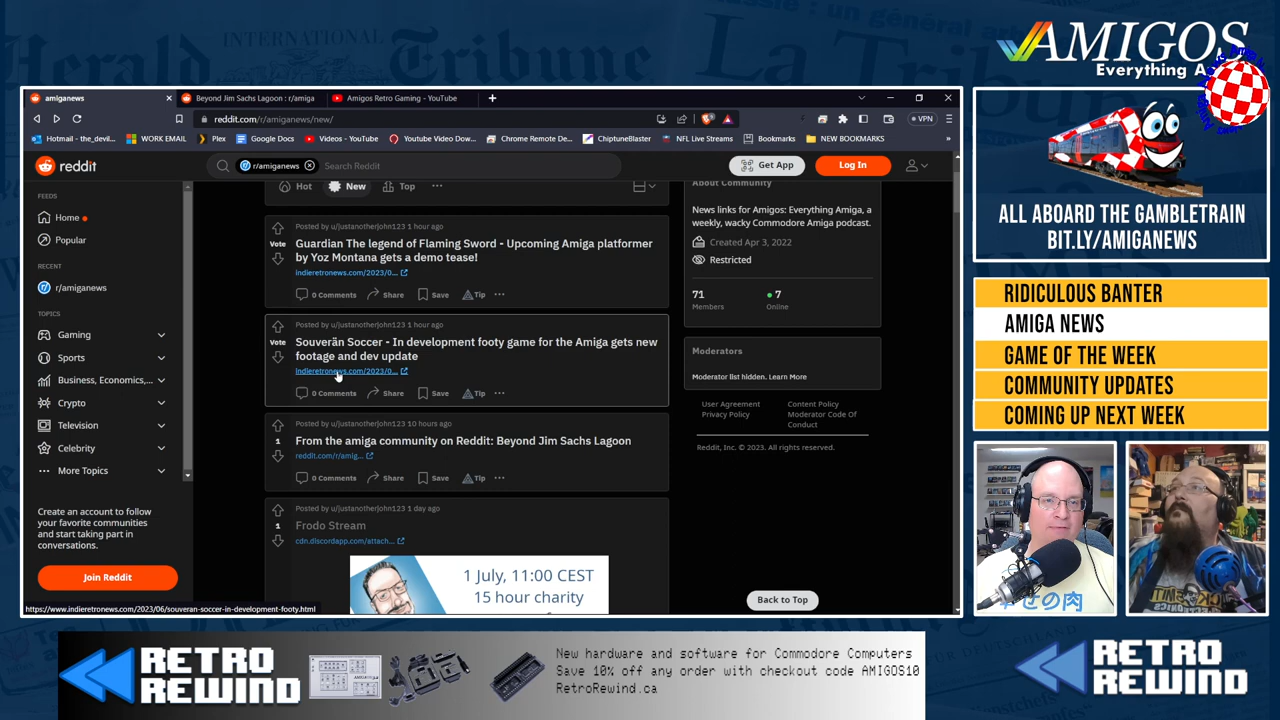 AMIGOS
Everything A
amiganews
Beyond Jim Sachs Lagoon : r/amiga
Amigos Retro Gaming - YouTube
reddit.com/r/amiganews/new/
VPN
Hotmail - the_devil...
WORK EMAIL
Plex
Google Docs
Videos - YouTube
Youtube Video Dow...
Chrome Remote De...
ChiptuneBlaster
NFL Live Streams
Bookmarks
NEW BOOKMARKS
reddit
r/amiganews
Search Reddit
Get App
Log In
FEEDS
Home
Popular
RECENT
r/amiganews
TOPICS
Gaming
Sports
Business, Economics,...
Crypto
Television
Celebrity
More Topics
Create an account to follow
your favorite communities
and start taking part in
conversations.
Join Reddit
Hot
New
Top
Posted by u/justanotherjohn123 1 hour ago
Vote
Guardian The legend of Flaming Sword - Upcoming Amiga platformer
by Yoz Montana gets a demo tease!
indieretronews.com/2023/0...
0 Comments
Share
Save
Tip
Posted by u/justanotherjohn123 1 hour ago
Vote
Souverän Soccer - In development footy game for the Amiga gets new
footage and dev update
indieretronews.com/2023/0...
0 Comments
Share
Save
Tip
Posted by u/justanotherjohn123 10 hours ago
1
From the amiga community on Reddit: Beyond Jim Sachs Lagoon
reddit.com/r/amig...
0 Comments
Share
Save
Tip
Posted by u/justanotherjohn123 1 day ago
1
Frodo Stream
cdn.discordapp.com/attach...
1 July, 11:00 CEST
15 hour charity
About Community
News links for Amigos: Everything Amiga, a
weekly, wacky Commodore Amiga podcast.
Created Apr 3, 2022
Restricted
71
Members
7
Online
Moderators
Moderator list hidden. Learn More
User Agreement
Privacy Policy
Content Policy
Moderator Code Of
Conduct
Reddit, Inc. © 2023. All rights reserved.
Back to Top
https://www.indieretronews.com/2023/06/souveran-soccer-in-development-footy.html
ALL ABOARD THE GAMBLETRAIN
BIT.LY/AMIGANEWS
RIDICULOUS BANTER
AMIGA NEWS
GAME OF THE WEEK
COMMUNITY UPDATES
COMING UP NEXT WEEK
RETRO
REWIND
New hardware and software for Commodore Computers
Save 10% off any order with checkout code AMIGOS10
RetroRewind.ca
RETRO
REWIND